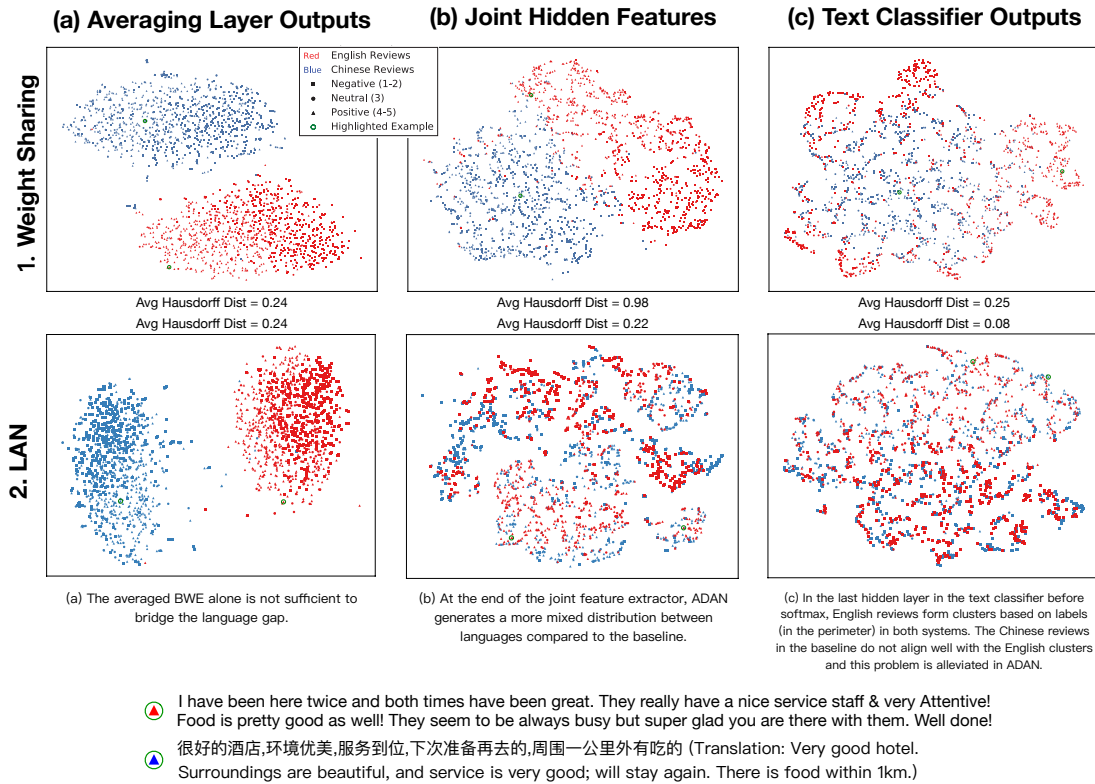 (a) Averaging Layer Outputs
(b) Joint Hidden Features
(c) Text Classifier Outputs
1. Weight Sharing
Red English Reviews
Blue Chinese Reviews
Negative (1-2)
Neutral (3)
Positive (4-5)
Highlighted Example
Avg Hausdorff Dist = 0.24
Avg Hausdorff Dist = 0.98
Avg Hausdorff Dist = 0.25
Avg Hausdorff Dist = 0.24
Avg Hausdorff Dist = 0.22
Avg Hausdorff Dist = 0.08
2. LAN
(a) The averaged BWE alone is not sufficient to
bridge the language gap.
(b) At the end of the joint feature extractor, ADAN
generates a more mixed distribution between
languages compared to the baseline.
(c) In the last hidden layer in the text classifier before
softmax, English reviews form clusters based on labels
(in the perimeter) in both systems. The Chinese reviews
in the baseline do not align well with the English clusters
and this problem is alleviated in ADAN.
I have been here twice and both times have been great. They really have a nice service staff & very Attentive!
Food is pretty good as well! They seem to be always busy but super glad you are there with them. Well done!
很好的酒店,环境优美,服务到位,下次准备再去的,周围一公里外有吃的 (Translation: Very good hotel.
Surroundings are beautiful, and service is very good; will stay again. There is food within 1km.)